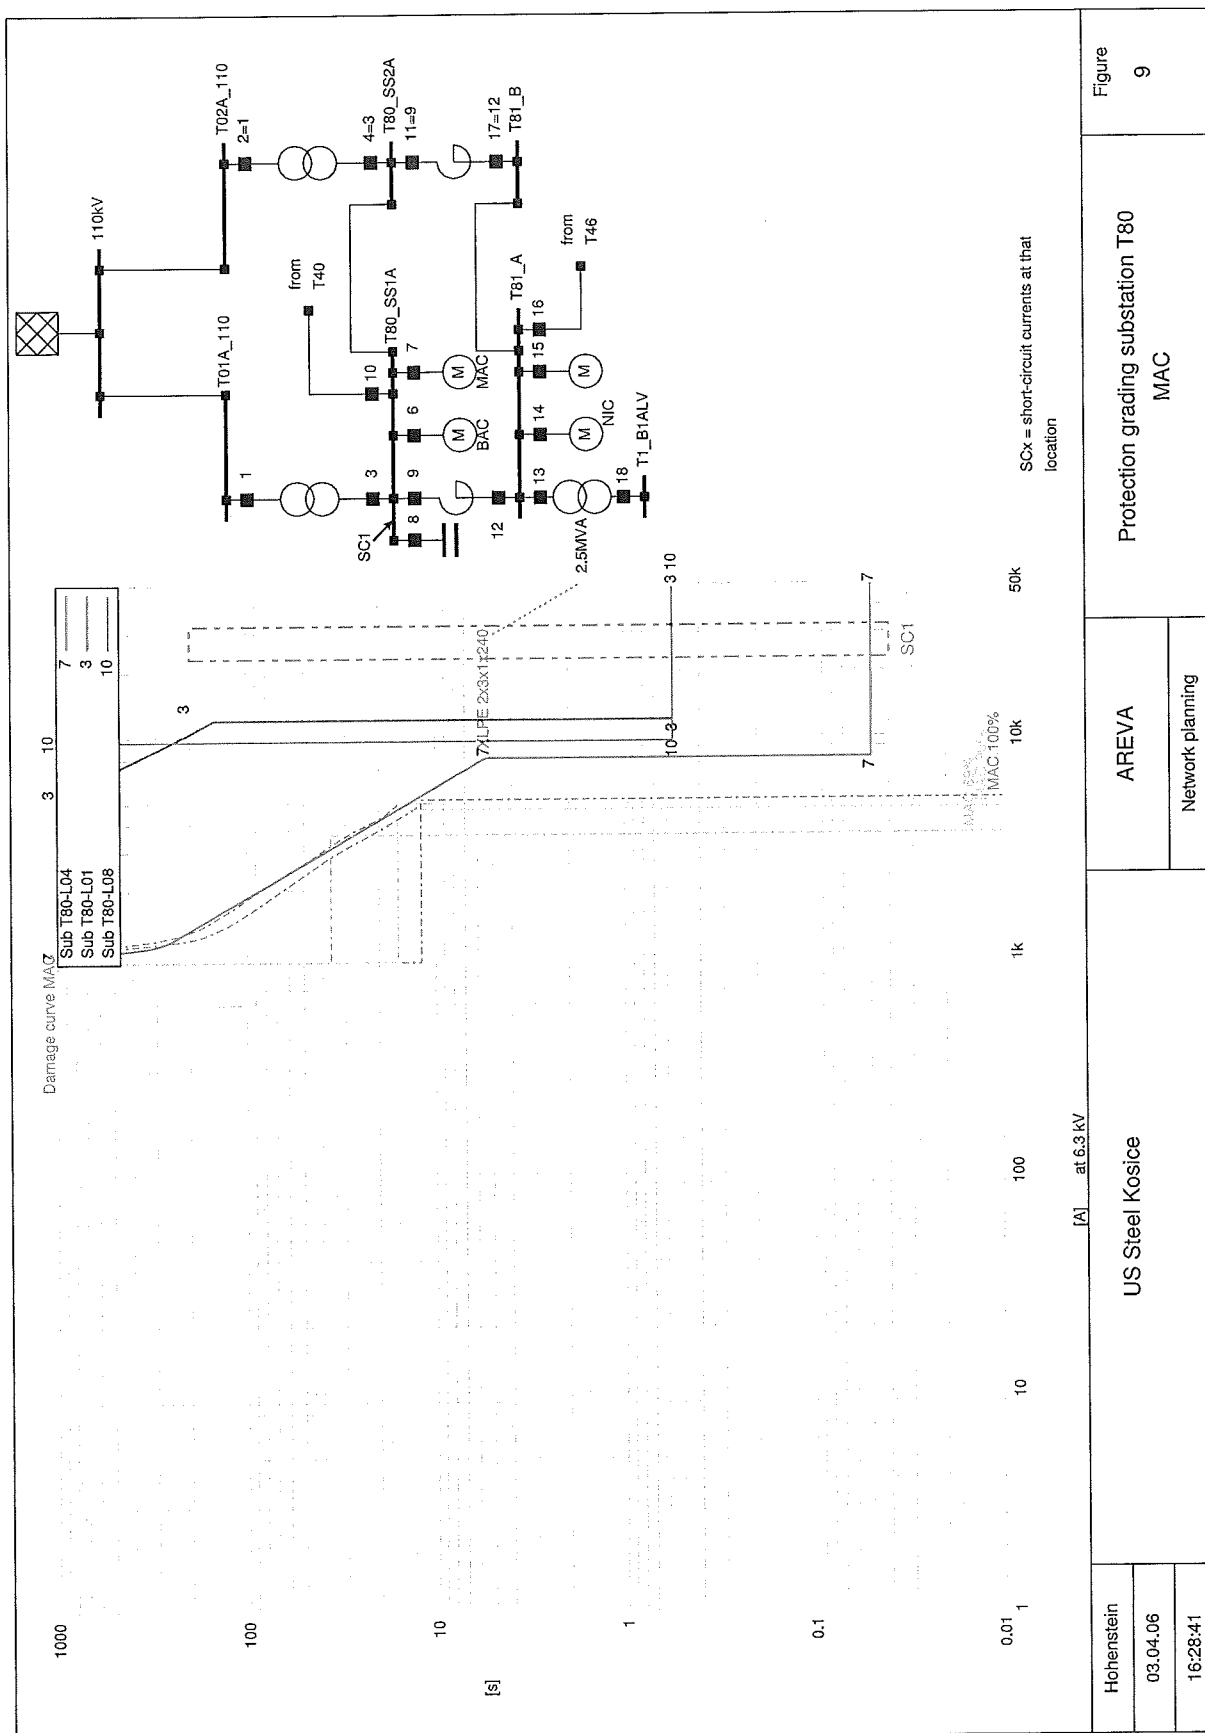 Damage curve MAC
7
3
10
Sub T80-L04 7
Sub T80-L01 3
Sub T80-L08 10
3
7
XLPE 2x3x1x240
2.5MVA
10
3
3 10
7
7
SC1
MAC 100%
1000
100
10
1
0.1
0.01
[s]
1
10
100
1k
10k
50k
[A]
at 6.3 kV
110kV
T01A_110
T02A_110
1
2=1
from
T40
3
4=3
T80_SS1A
T80_SS2A
SC1
8
9
6
10
7
11=9
M
BAC
M
MAC
12
17=12
T81_A
T81_B
13
14
15
16
from
T46
M
NIC
M
18
T1_B1ALV
SCx = short-circuit currents at that
location
Hohenstein
03.04.06
16:28:41
US Steel Kosice
AREVA
Network planning
Protection grading substation T80
MAC
Figure
9